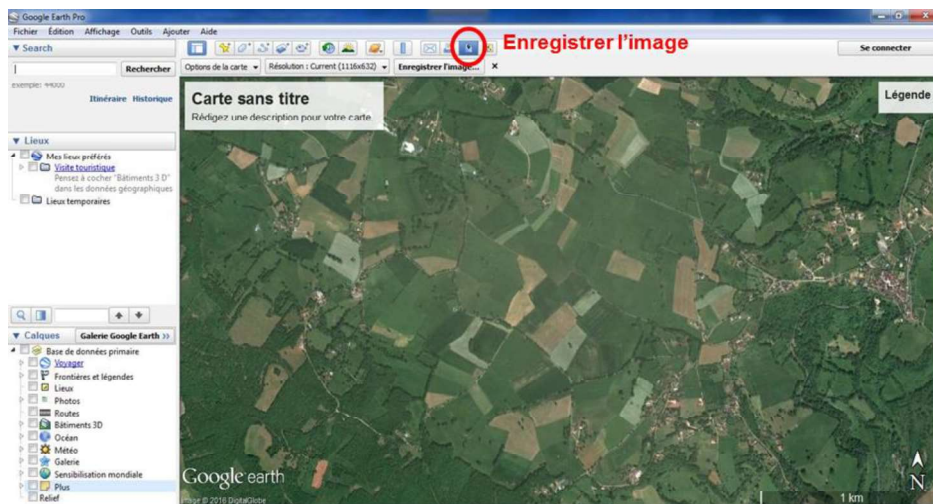 Google Earth Pro
Fichier Édition Affichage Outils Ajouter Aide
▼ Search
Enregistrer l'image
Se connecter
Rechercher
Options de la carte
Résolution : Current (1116x632)
Enregistrer l'image...
X
exemple: 44000
Itinéraire Historique
Carte sans titre
Rédigez une description pour votre carte.
Légende
▼ Lieux
Mes lieux préférés
Visite touristique
Pensez à cocher "Bâtiments 3 D"
dans les données géographiques
Lieux temporaires
▼ Calques
Galerie Google Earth >>
Base de données primaire
Voyager
Frontières et légendes
Lieux
Photos
Routes
Bâtiments 3D
Océan
Météo
Galerie
Sensibilisation mondiale
Plus
Relief
Google earth
Image © 2016 DigitalGlobe
1 km
N